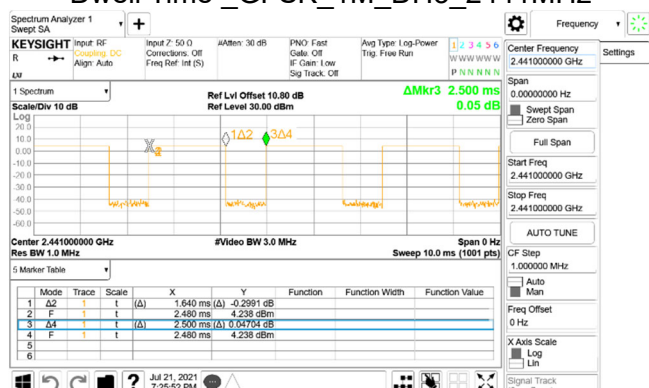 Dwell Time _GFSK_1M_DH3_2441MHz
Spectrum Analyzer 1
Swept SA
Frequency
KEYSIGHT
R
LXI
Input: RF
Coupling: DC
Align: Auto
Input Z: 50 Ω
Corrections: Off
Freq Ref: Int (S)
#Atten: 30 dB
PNO: Fast
Gate: Off
IF Gain: Low
Sig Track: Off
Avg Type: Log-Power
Trig: Free Run
1 2 3 4 5 6
W W W W W W
P N N N N N
Center Frequency
2.441000000 GHz
Settings
1 Spectrum
Scale/Div 10 dB
Ref Lvl Offset 10.80 dB
Ref Level 30.00 dBm
ΔMkr3 2.500 ms
0.05 dB
Log
20.0
10.0
0.00
-10.0
-20.0
-30.0
-40.0
-50.0
-60.0
1Δ2
3Δ4
Center 2.441000000 GHz
Res BW 1.0 MHz
#Video BW 3.0 MHz
Span 0 Hz
Sweep 10.0 ms (1001 pts)
Span
0.00000000 Hz
Swept Span
Zero Span
Full Span
Start Freq
2.441000000 GHz
Stop Freq
2.441000000 GHz
AUTO TUNE
CF Step
1.000000 MHz
Auto
Man
Freq Offset
0 Hz
X Axis Scale
Log
Lin
Signal Track
5 Marker Table
Mode Trace Scale X Y Function Function Width Function Value
1 Δ2 1 t (Δ) 1.640 ms (Δ) -0.2991 dB
2 F 1 t 2.480 ms 4.238 dBm
3 Δ4 1 t (Δ) 2.500 ms (Δ) 0.04704 dB
4 F 1 t 2.480 ms 4.238 dBm
5
6
?
Jul 21, 2021
7:25:52 PM